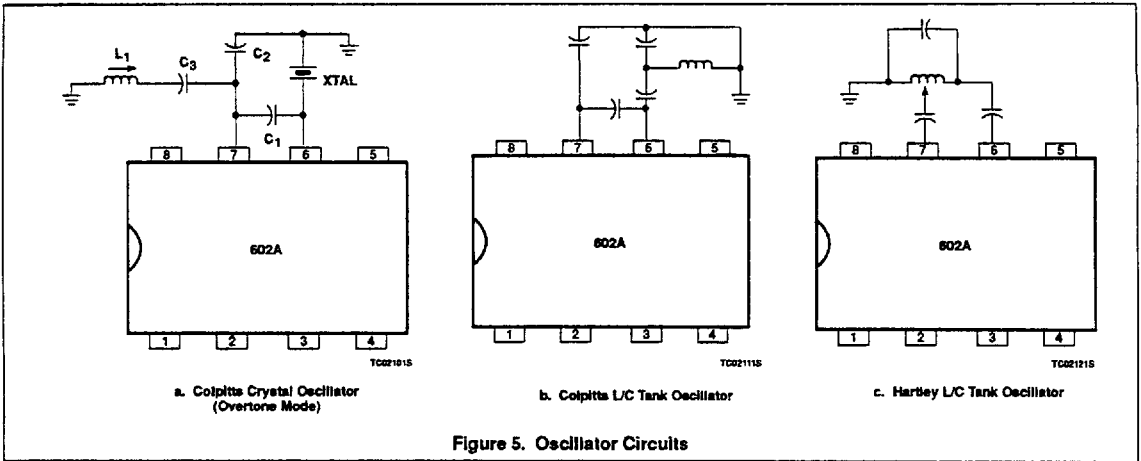 L1
C3
C2
XTAL
C1
8 7 6 5
602A
1 2 3 4
TC02101S
a. Colpitts Crystal Oscillator
(Overtone Mode)
8 7 6 5
602A
1 2 3 4
TC02111S
b. Colpitts L/C Tank Oscillator
8 7 6 5
602A
1 2 3 4
TC02121S
c. Hartley L/C Tank Oscillator
Figure 5. Oscillator Circuits